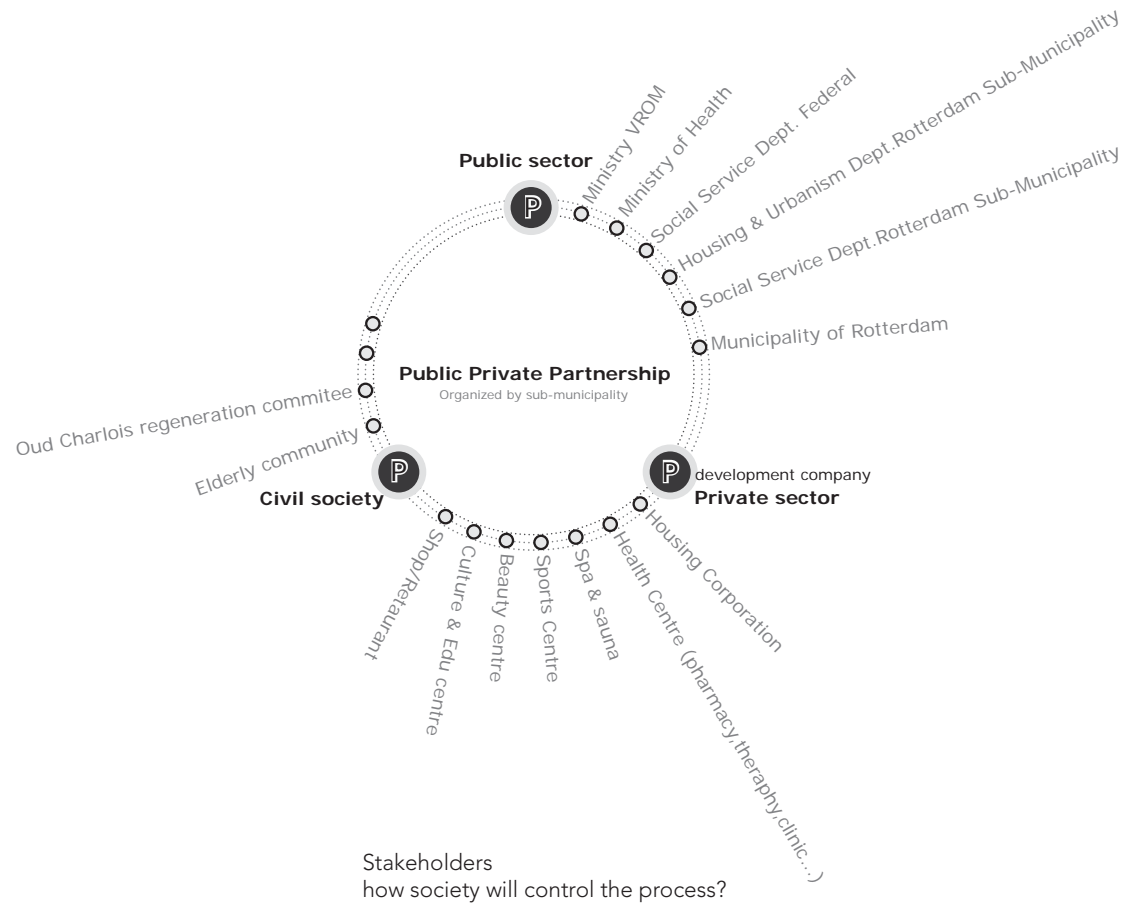 Public sector
P
Ministry VROM
Ministry of Health
Social Service Dept. Federal
Housing & Urbanism Dept.Rotterdam Sub-Municipality
Social Service Dept.Rotterdam Sub-Municipality
Municipality of Rotterdam
Public Private Partnership
Organized by sub-municipality
Oud Charlois regeneration commitee
Elderly community
P
Civil society
P
development company
Private sector
Housing Corporation
Health Centre (pharmacy,theraphy,clinic....)
Spa & sauna
Sports Centre
Beauty centre
Culture & Edu centre
Shop/Retaurant
Stakeholders
how society will control the process?